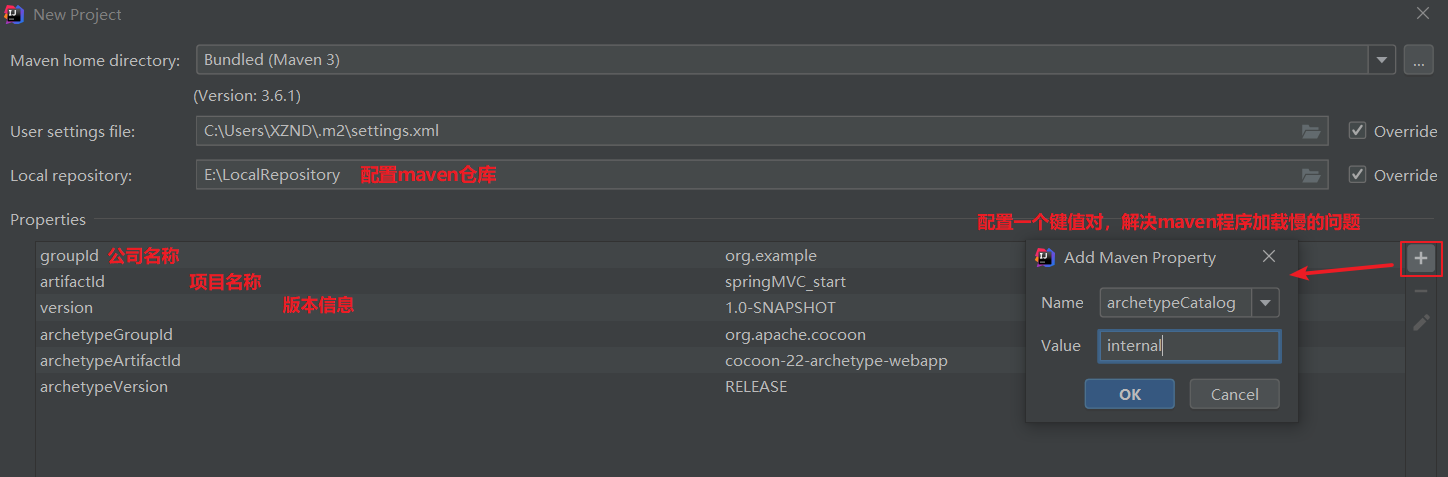 New Project
Maven home directory: Bundled (Maven 3) ...
(Version: 3.6.1)
User settings file: C:\Users\XZND\.m2\settings.xml Override
Local repository: E:\LocalRepository 配置maven仓库 Override
Properties
配置一个键值对，解决maven程序加载慢的问题
groupId 公司名称 org.example
artifactId 项目名称 springMVC_start
version 版本信息 1.0-SNAPSHOT
archetypeGroupId org.apache.cocoon
archetypeArtifactId cocoon-22-archetype-webapp
archetypeVersion RELEASE
Add Maven Property
Name archetypeCatalog
Value internal
OK Cancel